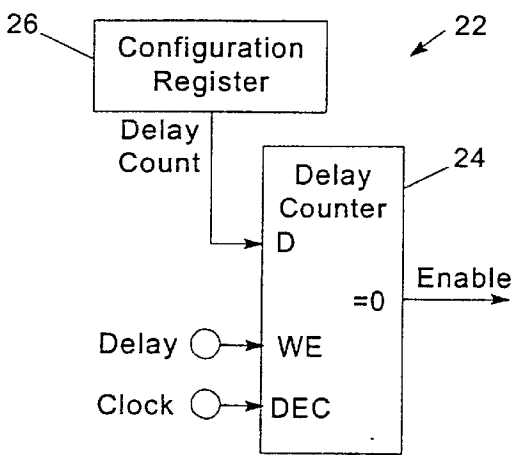 26
Configuration
Register
22
Delay
Count
24
Delay
Counter
D
Enable
=0
Delay
WE
Clock
DEC